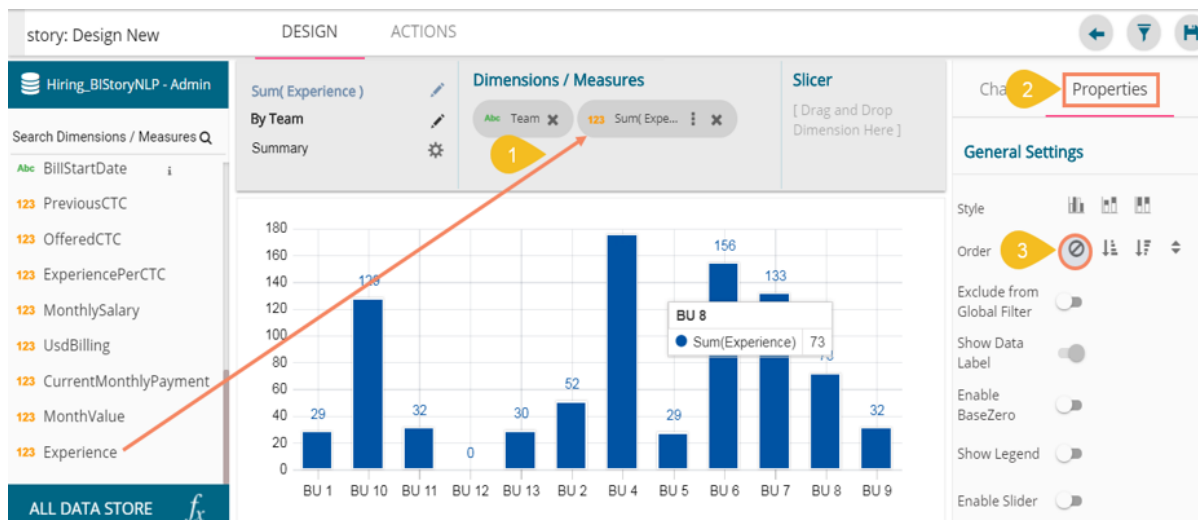 story: Design New
DESIGN
ACTIONS
Hiring_BIStoryNLP - Admin
Search Dimensions / Measures
Abc BillStartDate i
123 PreviousCTC
123 OfferedCTC
123 ExperiencePerCTC
123 MonthlySalary
123 UsdBilling
123 CurrentMonthlyPayment
123 MonthValue
123 Experience
ALL DATA STORE fx
Sum( Experience )
By Team
Summary
Dimensions / Measures
Abc Team
123 Sum( Expe...
1
Slicer
[ Drag and Drop
Dimension Here ]
180
160
140
120
100
80
60
40
20
0
29
129
32
0
30
52
29
156
133
73
32
BU 8
Sum(Experience) 73
BU 1 BU 10 BU 11 BU 12 BU 13 BU 2 BU 4 BU 5 BU 6 BU 7 BU 8 BU 9
Cha
2
Properties
General Settings
Style
Order
3
Exclude from
Global Filter
Show Data
Label
Enable
BaseZero
Show Legend
Enable Slider